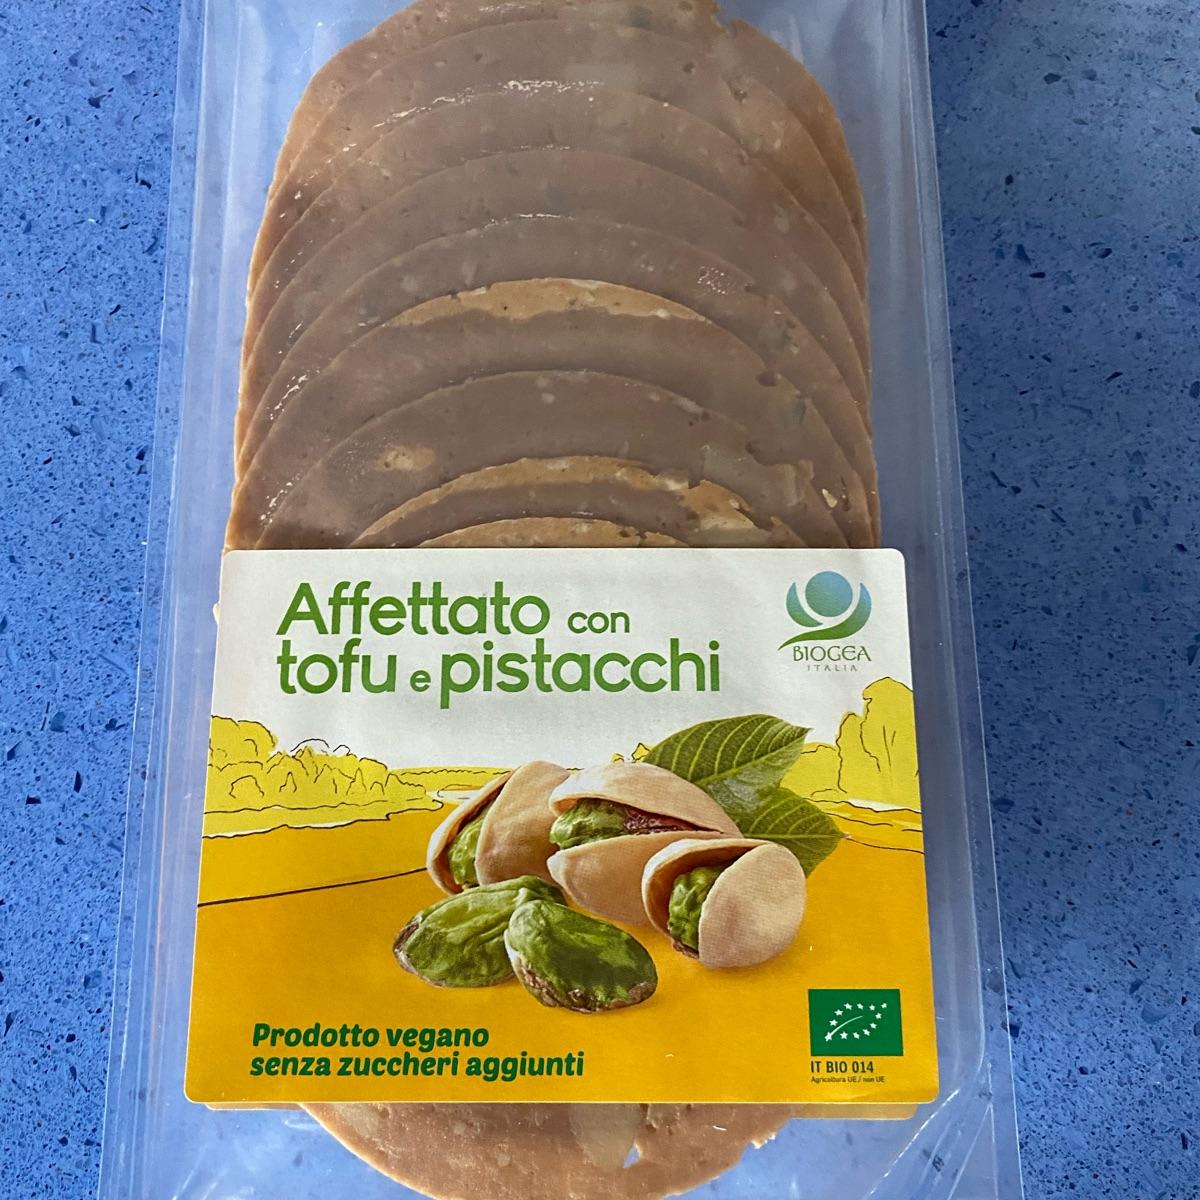 Affettato con
tofu e pistacchi
BIOGEA
ITALIA
Prodotto vegano
senza zuccheri aggiunti
IT BIO 014
Agricoltura UE / non UE